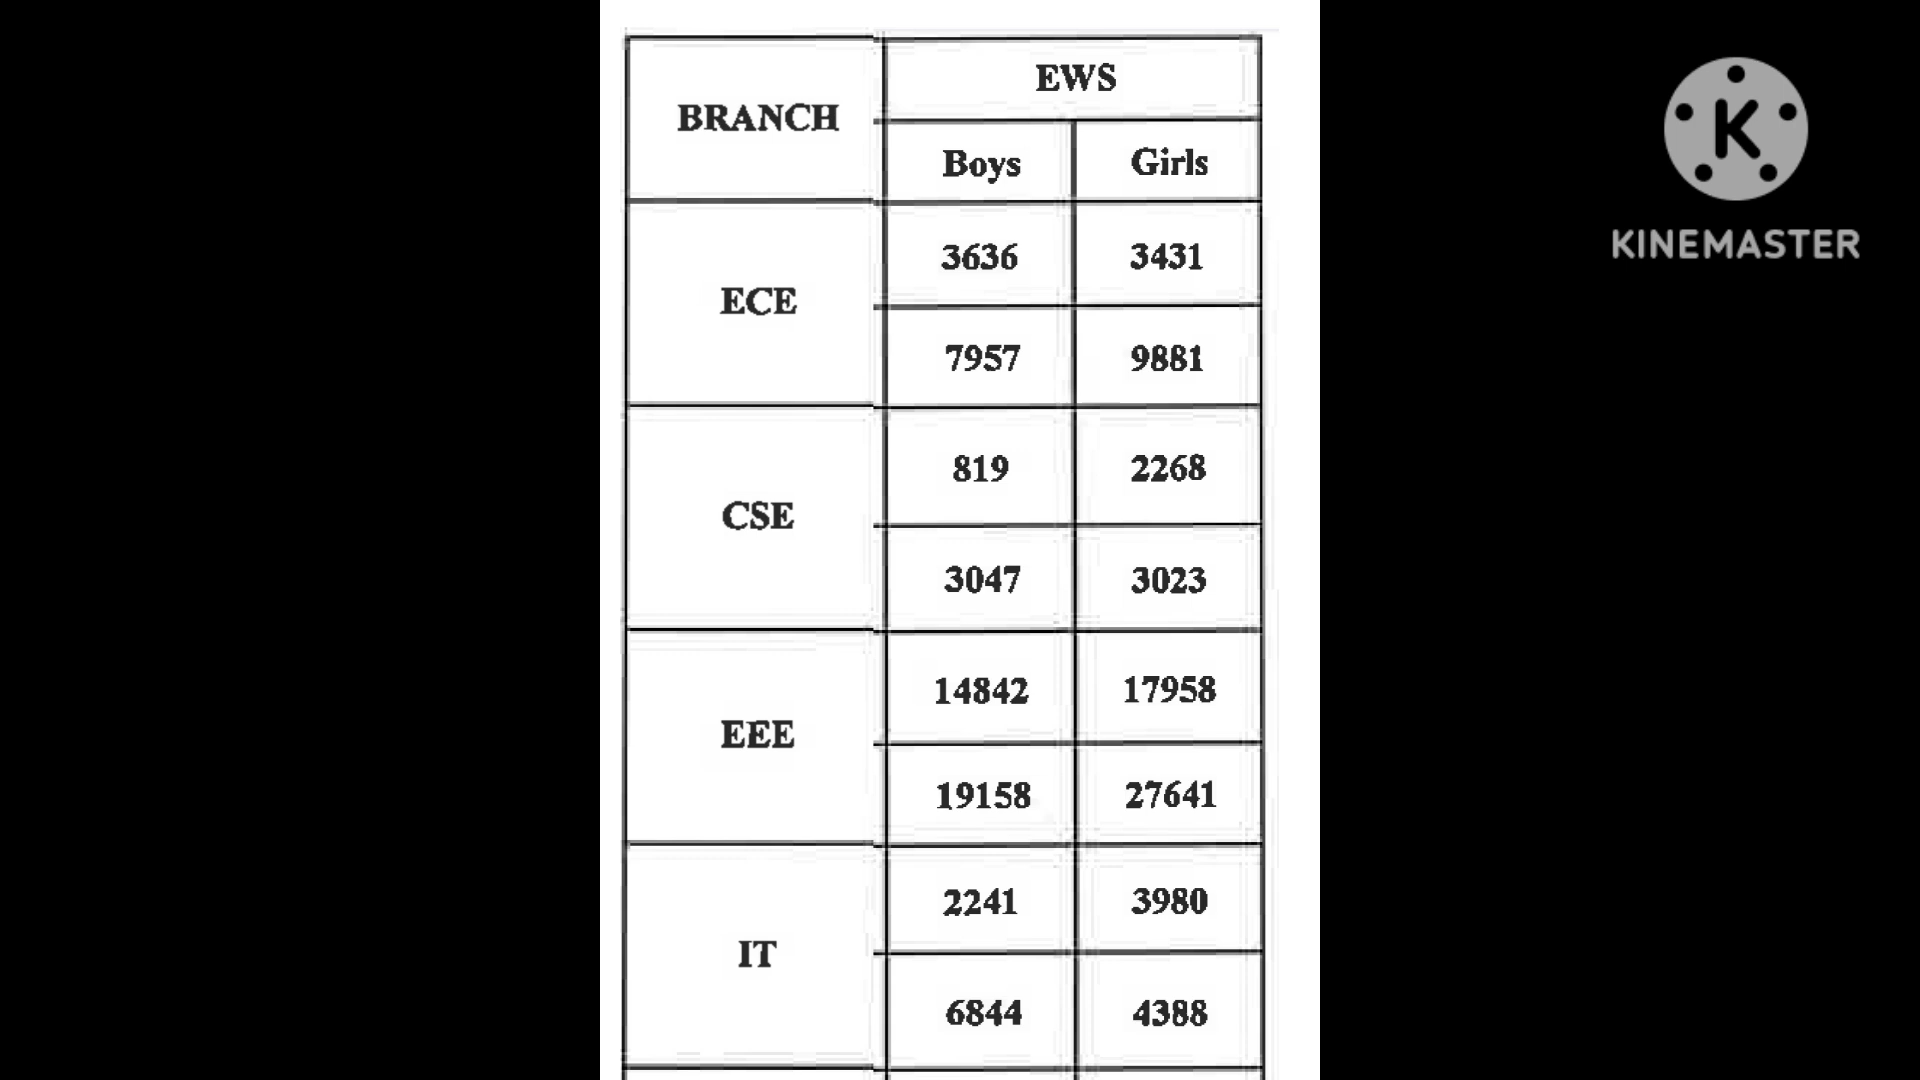 BRANCH
EWS
Boys Girls
ECE
3636 3431
7957 9881
CSE
819 2268
3047 3023
EEE
14842 17958
19158 27641
IT
2241 3980
6844 4388
K
KINEMASTER